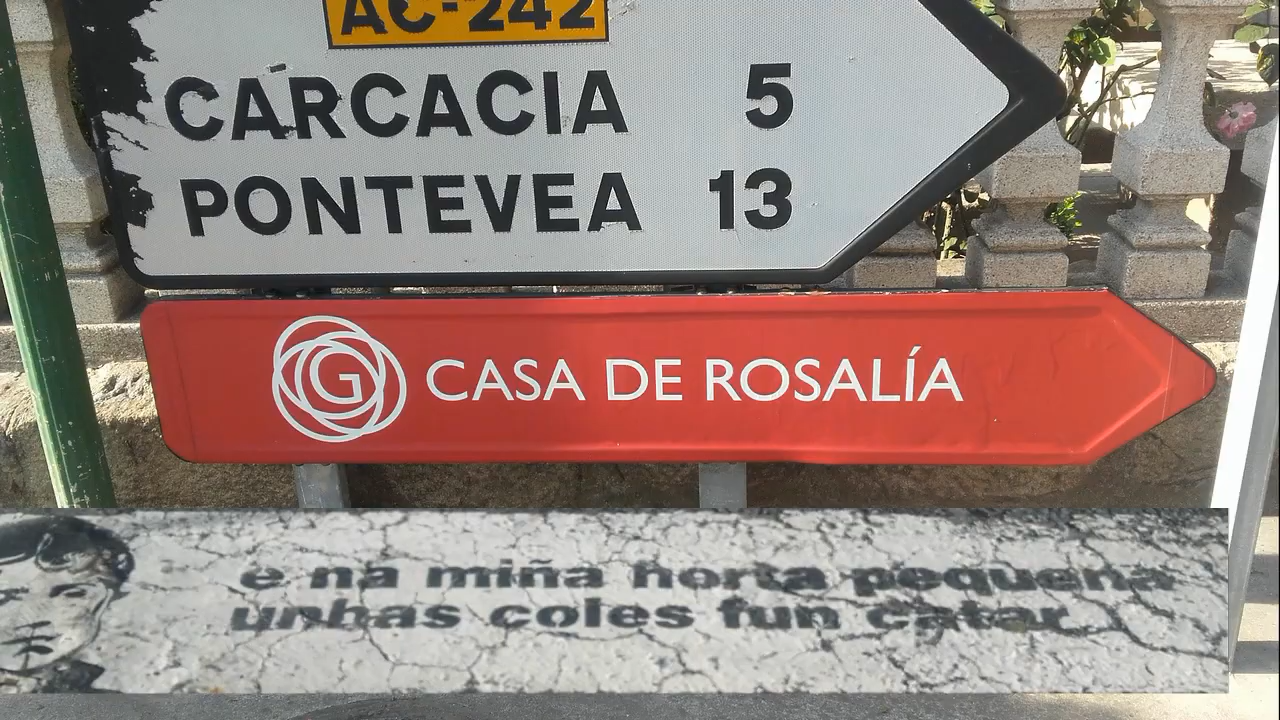 AC-242
CARCACIA 5
PONTEVEA 13
G CASA DE ROSALÍA
e na miña horta pequena
unhas coles fun catar